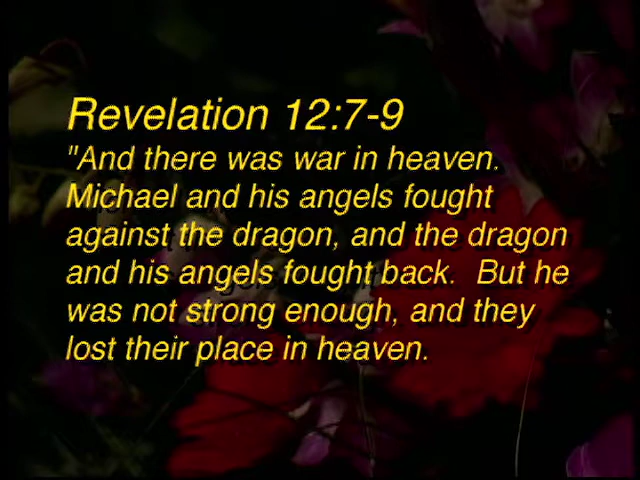 Revelation 12:7-9
"And there was war in heaven.
Michael and his angels fought
against the dragon, and the dragon
and his angels fought back.  But he
was not strong enough, and they
lost their place in heaven.